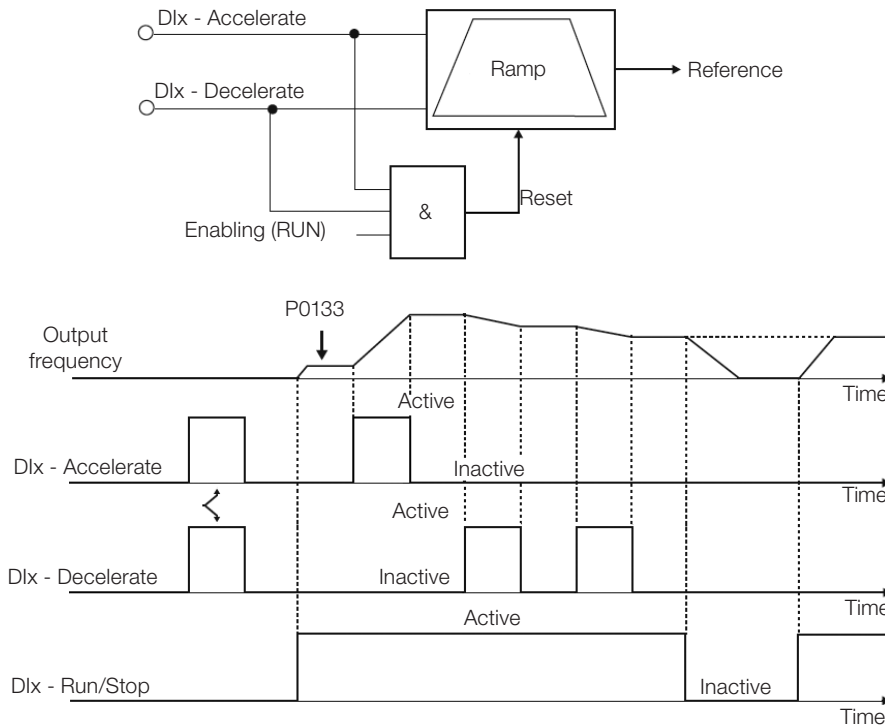 DIx - Accelerate
Ramp
Reference
DIx - Decelerate
&
Reset
Enabling (RUN)
P0133
Output
frequency
Time
Active
DIx - Accelerate
Inactive
Time
Active
DIx - Decelerate
Inactive
Time
Active
DIx - Run/Stop
Inactive
Time